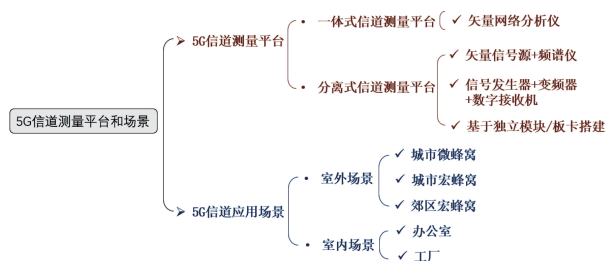 5G信道测量平台和场景
5G信道测量平台
一体式信道测量平台
矢量网络分析仪
分离式信道测量平台
矢量信号源+频谱仪
信号发生器+变频器
+数字接收机
基于独立模块/板卡搭建
5G信道应用场景
室外场景
城市微蜂窝
城市宏蜂窝
郊区宏蜂窝
室内场景
办公室
工厂